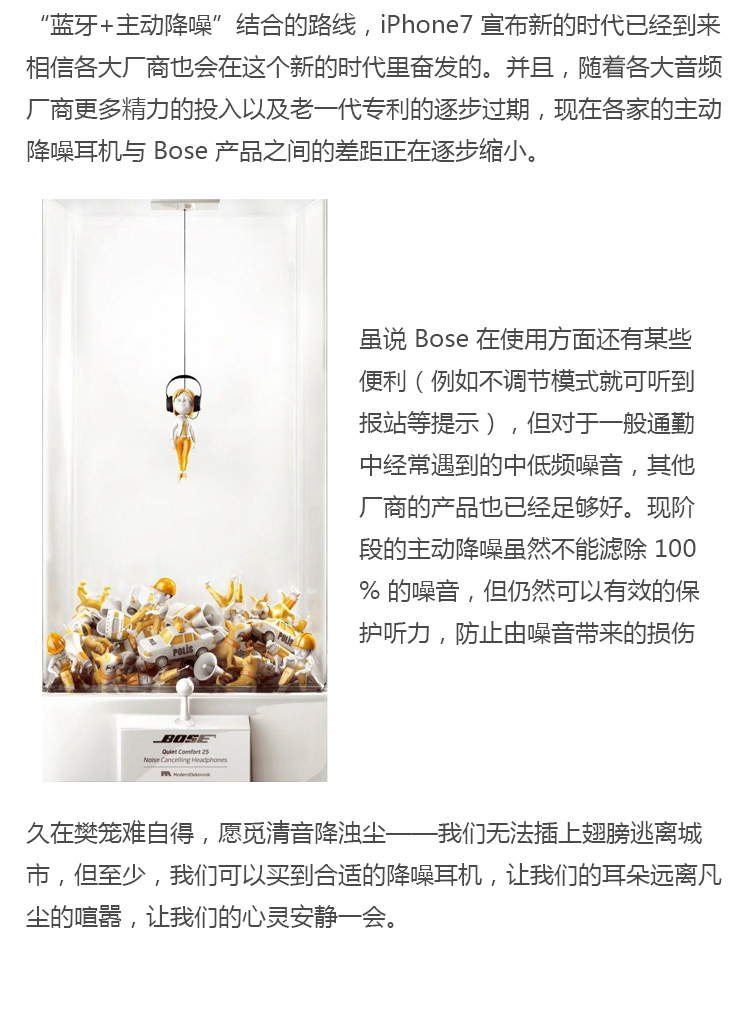 “蓝牙+主动降噪”结合的路线，iPhone7 宣布新的时代已经到来
相信各大厂商也会在这个新的时代里奋发的。并且，随着各大音频
厂商更多精力的投入以及老一代专利的逐步过期，现在各家的主动
降噪耳机与 Bose 产品之间的差距正在逐步缩小。
虽说 Bose 在使用方面还有某些
便利（例如不调节模式就可听到
报站等提示），但对于一般通勤
中经常遇到的中低频噪音，其他
厂商的产品也已经足够好。现阶
段的主动降噪虽然不能滤除 100
% 的噪音，但仍然可以有效的保
护听力，防止由噪音带来的损伤
POLİS
POLİS
BOSE
Quiet Comfort 25
Noise Cancelling Headphones
ModernElektronik
久在樊笼难自得，愿觅清音降浊尘——我们无法插上翅膀逃离城
市，但至少，我们可以买到合适的降噪耳机，让我们的耳朵远离凡
尘的喧嚣，让我们的心灵安静一会。